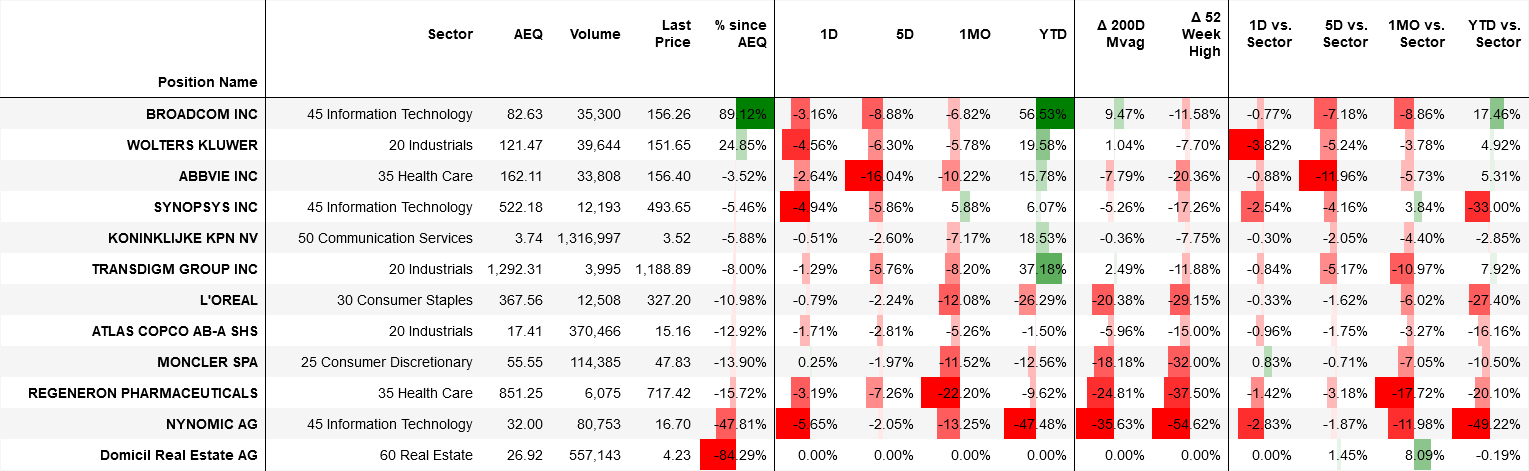 Position Name Sector AEQ Volume Last Price % since AEQ 1D 5D 1MO YTD Δ 200D Mvag Δ 52 Week High 1D vs. Sector 5D vs. Sector 1MO vs. Sector YTD vs. Sector
BROADCOM INC 45 Information Technology 82.63 35,300 156.26 89.12% -3.16% -8.88% -6.82% 56.53% 9.47% -11.58% -0.77% -7.18% -8.86% 17.46%
WOLTERS KLUWER 20 Industrials 121.47 39,644 151.65 24.85% -4.56% -6.30% -5.78% 19.58% 1.04% -7.70% -3.82% -5.24% -3.78% 4.92%
ABBVIE INC 35 Health Care 162.11 33,808 156.40 -3.52% -2.64% -16.04% -10.22% 15.78% -7.79% -20.36% -0.88% -11.96% -5.73% 5.31%
SYNOPSYS INC 45 Information Technology 522.18 12,193 493.65 -5.46% -4.94% -5.86% 5.88% 6.07% -5.26% -17.26% -2.54% -4.16% 3.84% -33.00%
KONINKLIJKE KPN NV 50 Communication Services 3.74 1,316,997 3.52 -5.88% -0.51% -2.60% -7.17% 18.53% -0.36% -7.75% -0.30% -2.05% -4.40% -2.85%
TRANSDIGM GROUP INC 20 Industrials 1,292.31 3,995 1,188.89 -8.00% -1.29% -5.76% -8.20% 37.18% 2.49% -11.88% -0.84% -5.17% -10.97% 7.92%
L'OREAL 30 Consumer Staples 367.56 12,508 327.20 -10.98% -0.79% -2.24% -12.08% -26.29% -20.38% -29.15% -0.33% -1.62% -6.02% -27.40%
ATLAS COPCO AB-A SHS 20 Industrials 17.41 370,466 15.16 -12.92% -1.71% -2.81% -5.26% -1.50% -5.96% -15.00% -0.96% -1.75% -3.27% -16.16%
MONCLER SPA 25 Consumer Discretionary 55.55 114,385 47.83 -13.90% 0.25% -1.97% -11.52% -12.56% -18.18% -32.00% 0.83% -0.71% -7.05% -10.50%
REGENERON PHARMACEUTICALS 35 Health Care 851.25 6,075 717.42 -15.72% -3.19% -7.26% -22.20% -9.62% -24.81% -37.50% -1.42% -3.18% -17.72% -20.10%
NYNOMIC AG 45 Information Technology 32.00 80,753 16.70 -47.81% -5.65% -2.05% -13.25% -47.48% -35.63% -54.62% -2.83% -1.87% -11.98% -49.22%
Domicil Real Estate AG 60 Real Estate 26.92 557,143 4.23 -84.29% 0.00% 0.00% 0.00% 0.00% 0.00% 0.00% 0.00% 1.45% 8.09% -0.19%